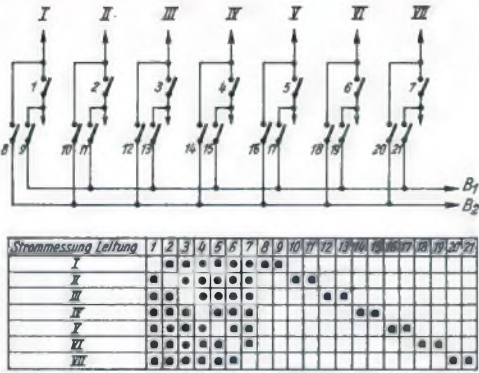 I II III IV V VI VII
1 2 3 4 5 6 7
8 9 10 11 12 13 14 15 16 17 18 19 20 21
B1
B2
Strommessung Leitung 1 2 3 4 5 6 7 8 9 10 11 12 13 14 15 16 17 18 19 20 21
I
II
III
IV
V
VI
VII